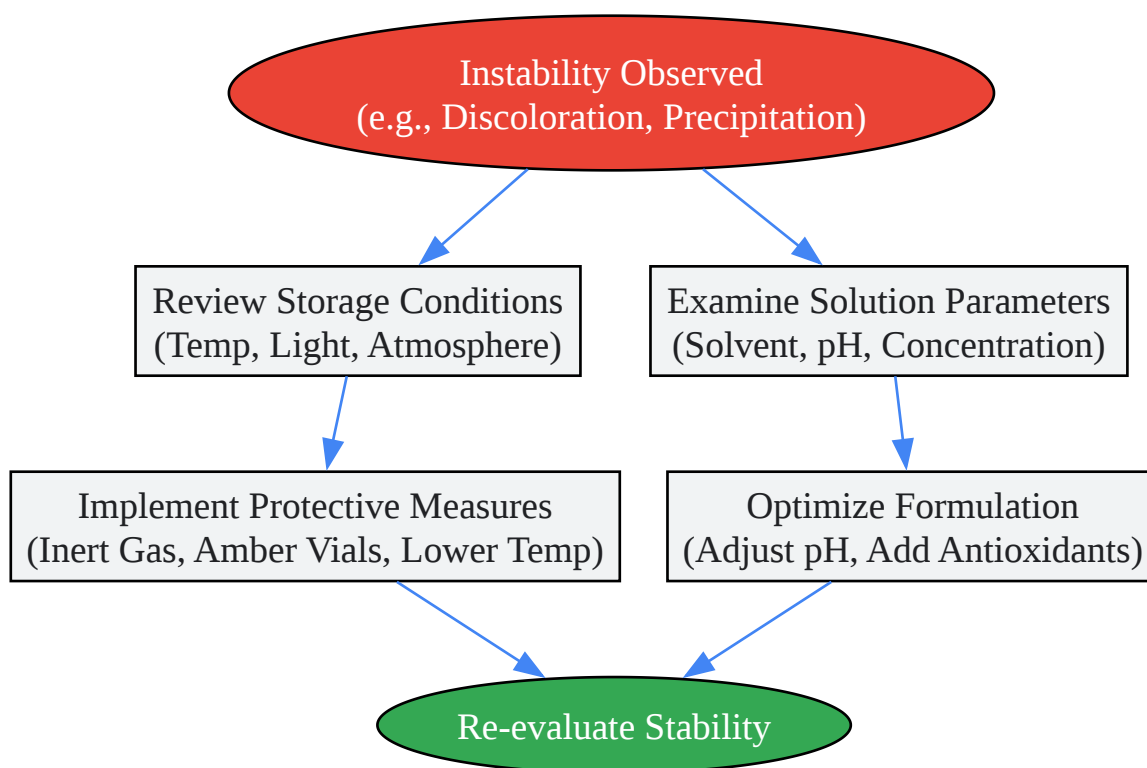 Instability Observed
(e.g., Discoloration, Precipitation)
Review Storage Conditions
(Temp, Light, Atmosphere)
Examine Solution Parameters
(Solvent, pH, Concentration)
Implement Protective Measures
(Inert Gas, Amber Vials, Lower Temp)
Optimize Formulation
(Adjust pH, Add Antioxidants)
Re-evaluate Stability